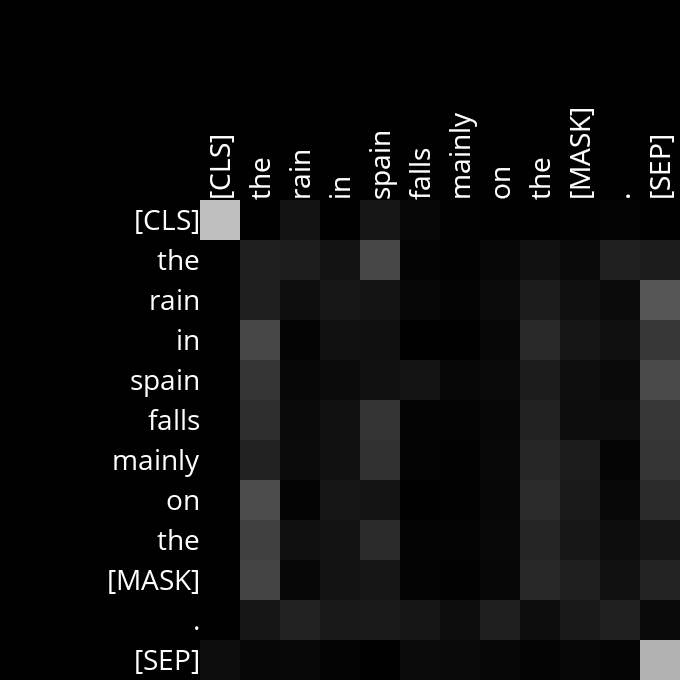 [CLS] the rain in spain falls mainly on the [MASK] . [SEP]
[CLS]
the
rain
in
spain
falls
mainly
on
the
[MASK]
.
[SEP]